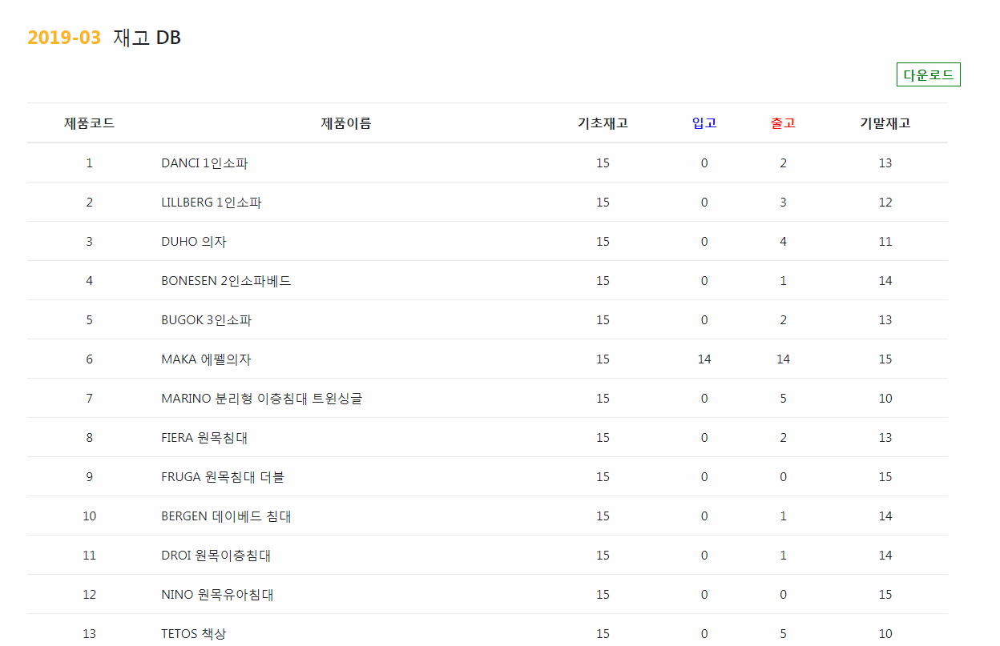 2019-03 재고 DB
다운로드
제품코드 제품이름 기초재고 입고 출고 기말재고
1 DANCI 1인소파 15 0 2 13
2 LILLBERG 1인소파 15 0 3 12
3 DUHO 의자 15 0 4 11
4 BONESEN 2인소파베드 15 0 1 14
5 BUGOK 3인소파 15 0 2 13
6 MAKA 에펠의자 15 14 14 15
7 MARINO 분리형 이층침대 트윈싱글 15 0 5 10
8 FIERA 원목침대 15 0 2 13
9 FRUGA 원목침대 더블 15 0 0 15
10 BERGEN 데이베드 침대 15 0 1 14
11 DROI 원목이층침대 15 0 1 14
12 NINO 원목유아침대 15 0 0 15
13 TETOS 책상 15 0 5 10